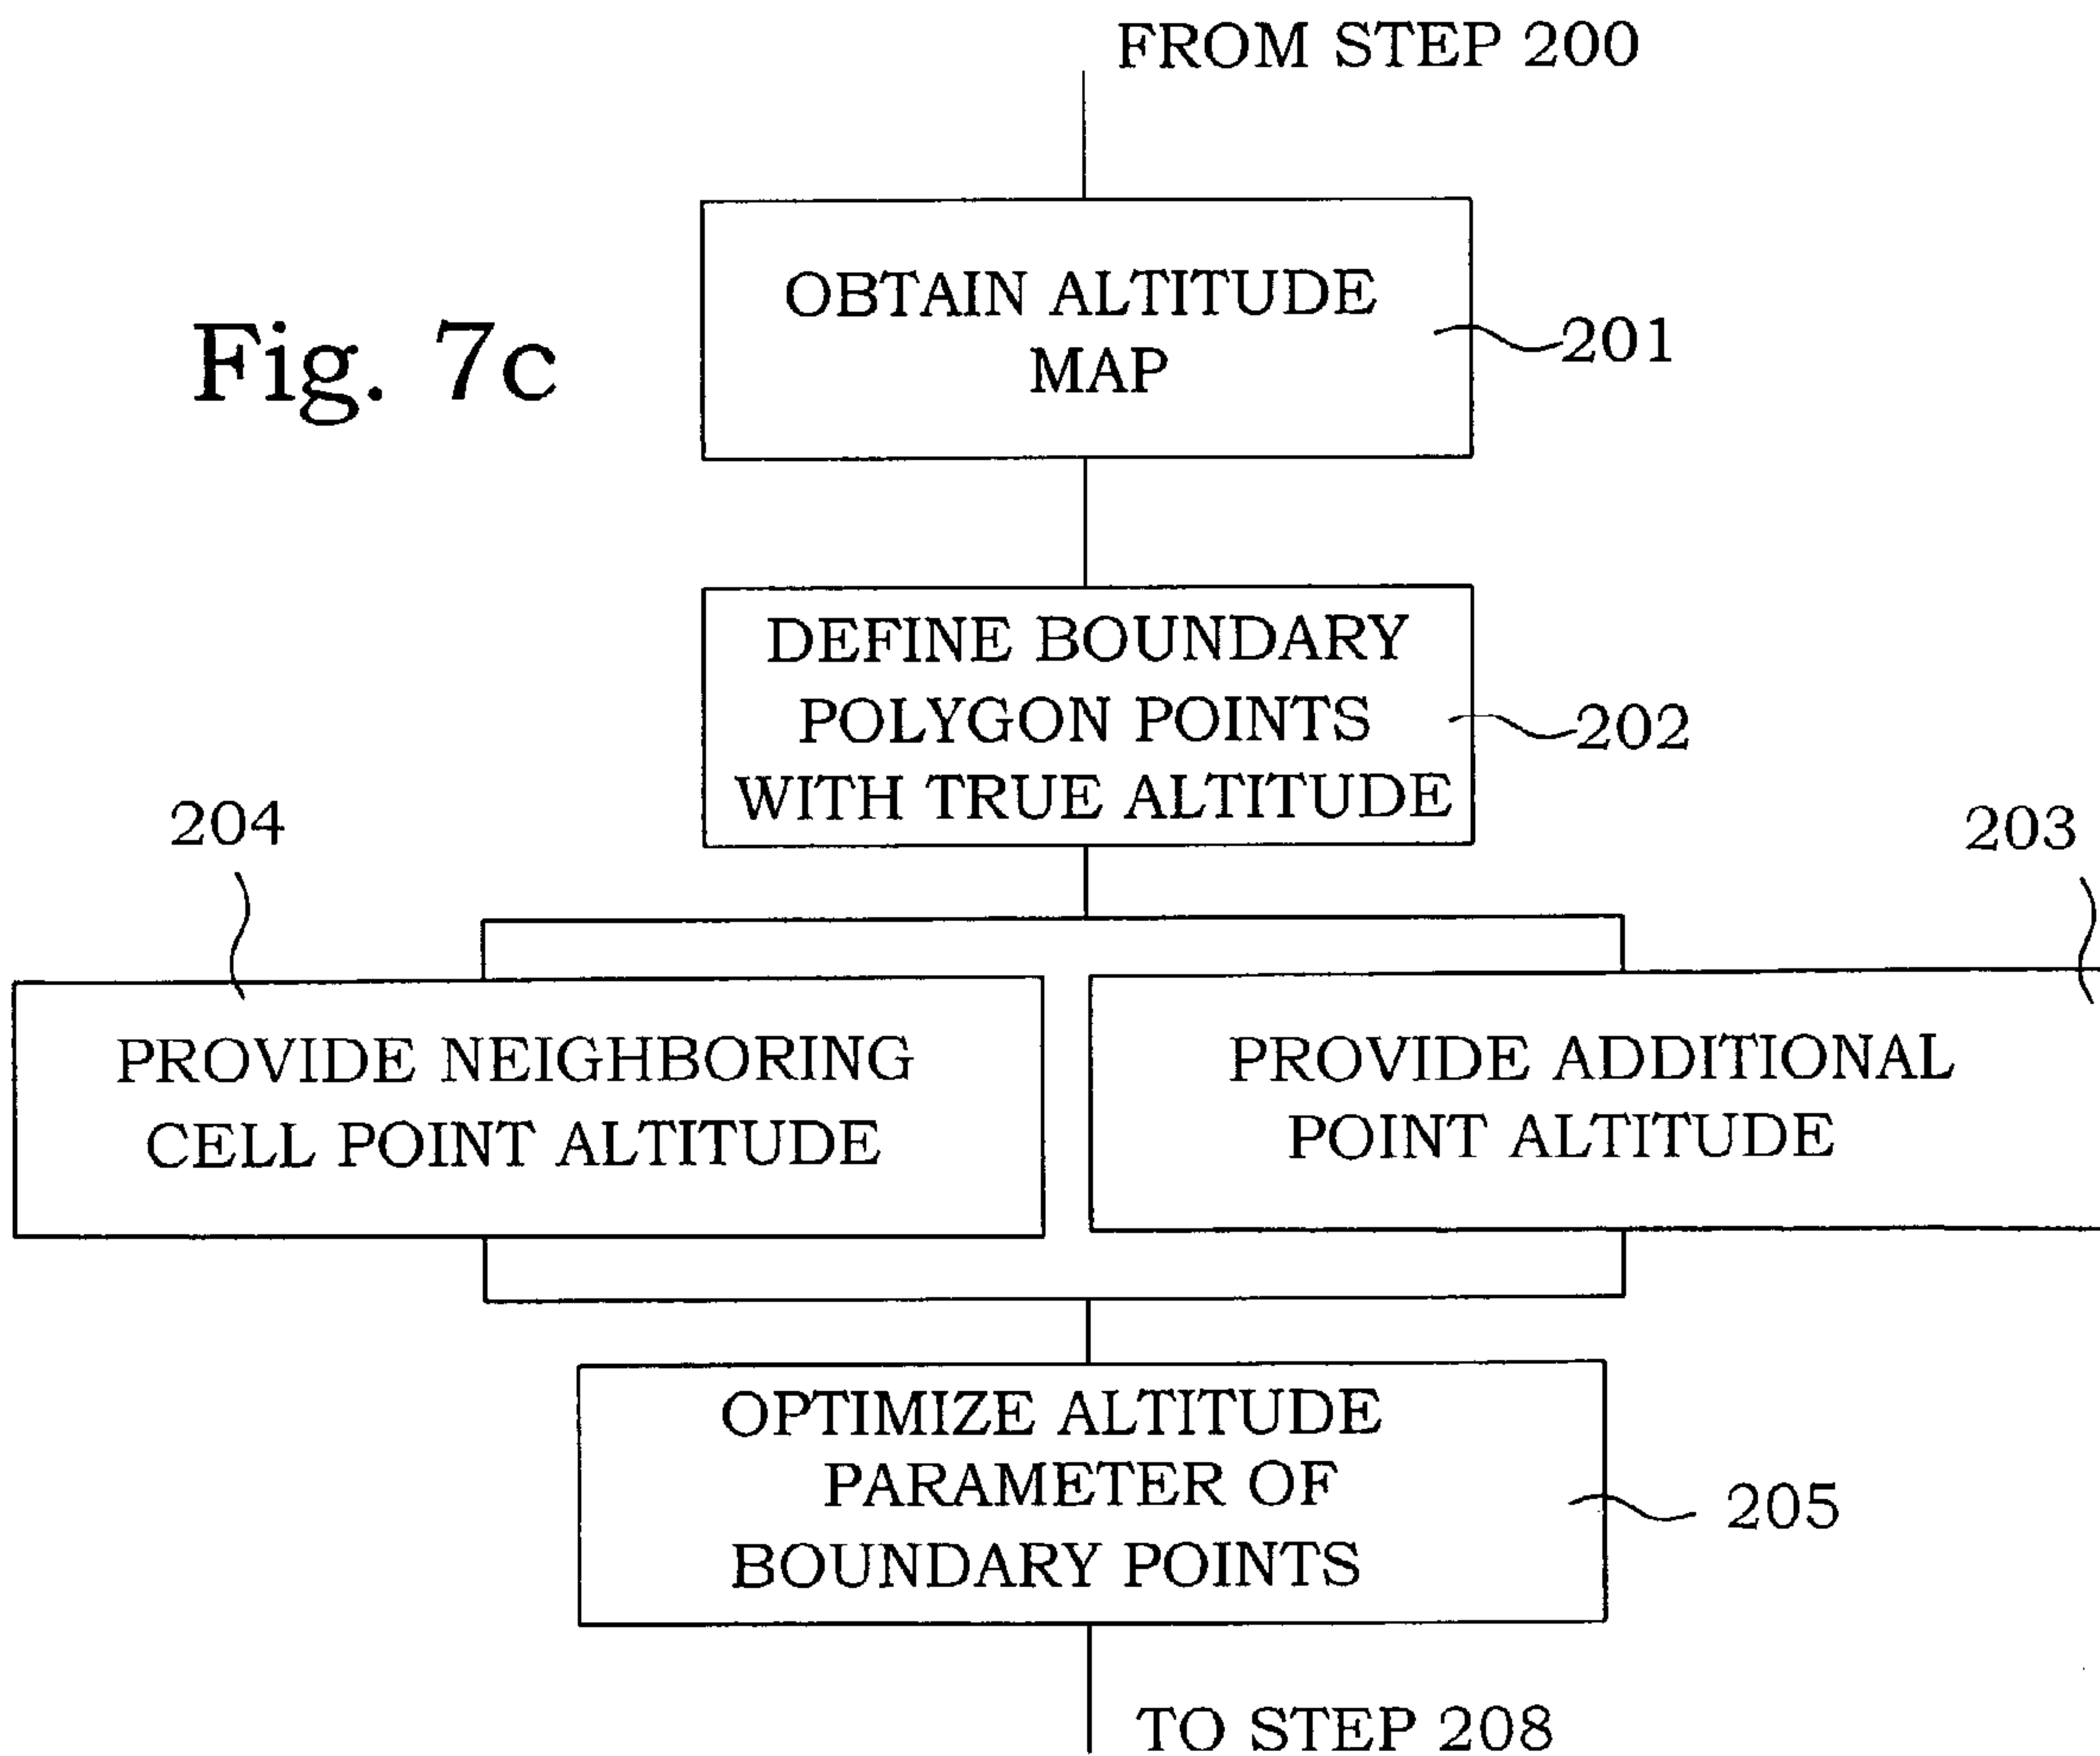 FROM STEP 200
Fig. 7c
OBTAIN ALTITUDE
MAP
201
DEFINE BOUNDARY
POLYGON POINTS
WITH TRUE ALTITUDE
202
204
203
PROVIDE NEIGHBORING
CELL POINT ALTITUDE
PROVIDE ADDITIONAL
POINT ALTITUDE
OPTIMIZE ALTITUDE
PARAMETER OF
BOUNDARY POINTS
205
TO STEP 208